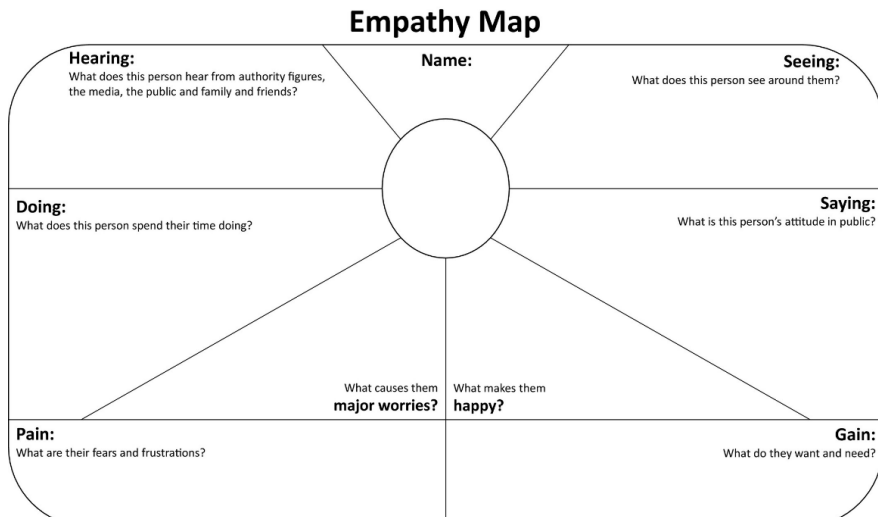 Empathy Map
Hearing:
What does this person hear from authority figures,
the media, the public and family and friends?
Name:
Seeing:
What does this person see around them?
Doing:
What does this person spend their time doing?
Saying:
What is this person's attitude in public?
What causes them
major worries?
What makes them
happy?
Pain:
What are their fears and frustrations?
Gain:
What do they want and need?